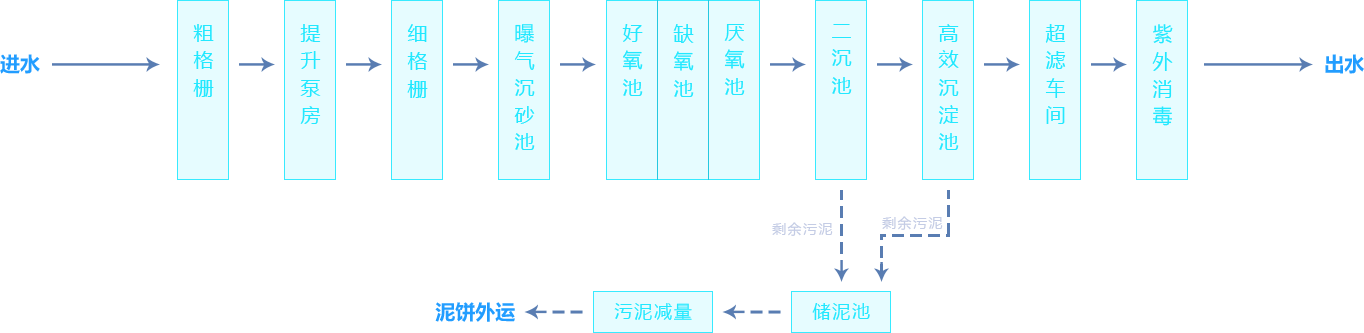 进水
粗格栅
提升泵房
细格栅
曝气沉砂池
好氧池
缺氧池
厌氧池
二沉池
高效沉淀池
超滤车间
紫外消毒
出水
剩余污泥
剩余污泥
泥饼外运
污泥减量
储泥池